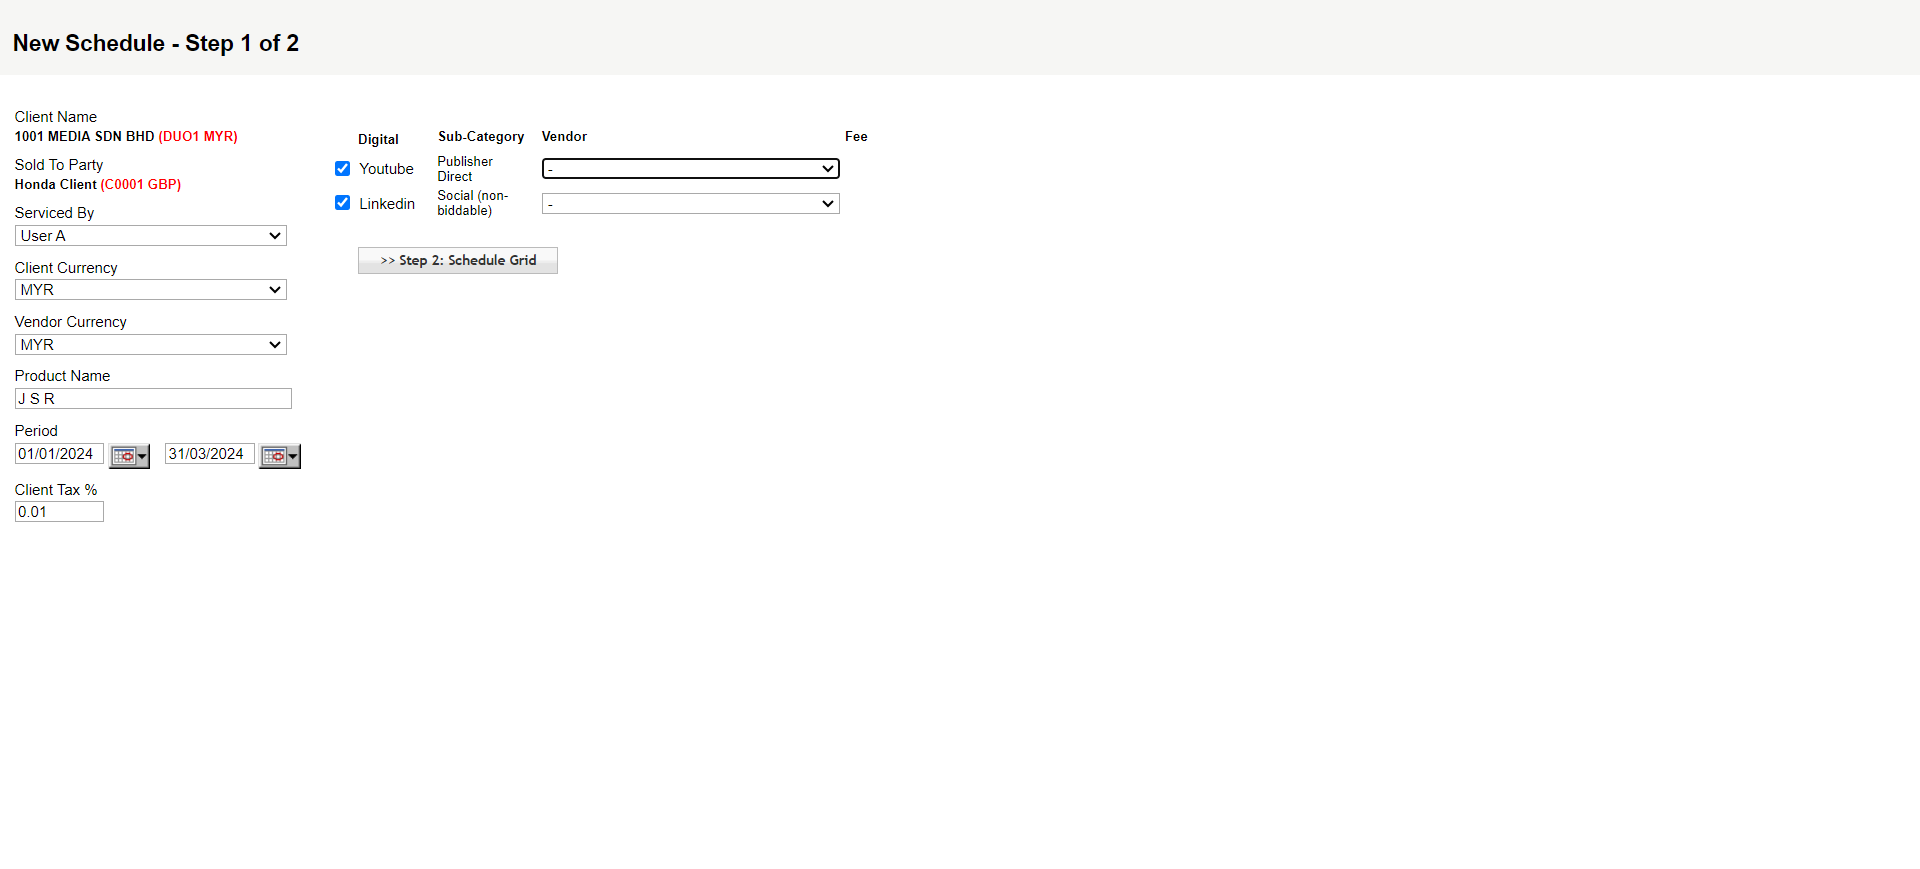 New Schedule - Step 1 of 2
Client Name
1001 MEDIA SDN BHD (DUO1 MYR)
Sold To Party
Honda Client (C0001 GBP)
Serviced By
User A
Client Currency
MYR
Vendor Currency
MYR
Product Name
J S R
Period
01/01/2024 31/03/2024
Client Tax %
0.01
Digital Sub-Category Vendor Fee
Youtube Publisher Direct -
Linkedin Social (non-biddable) -
>> Step 2: Schedule Grid